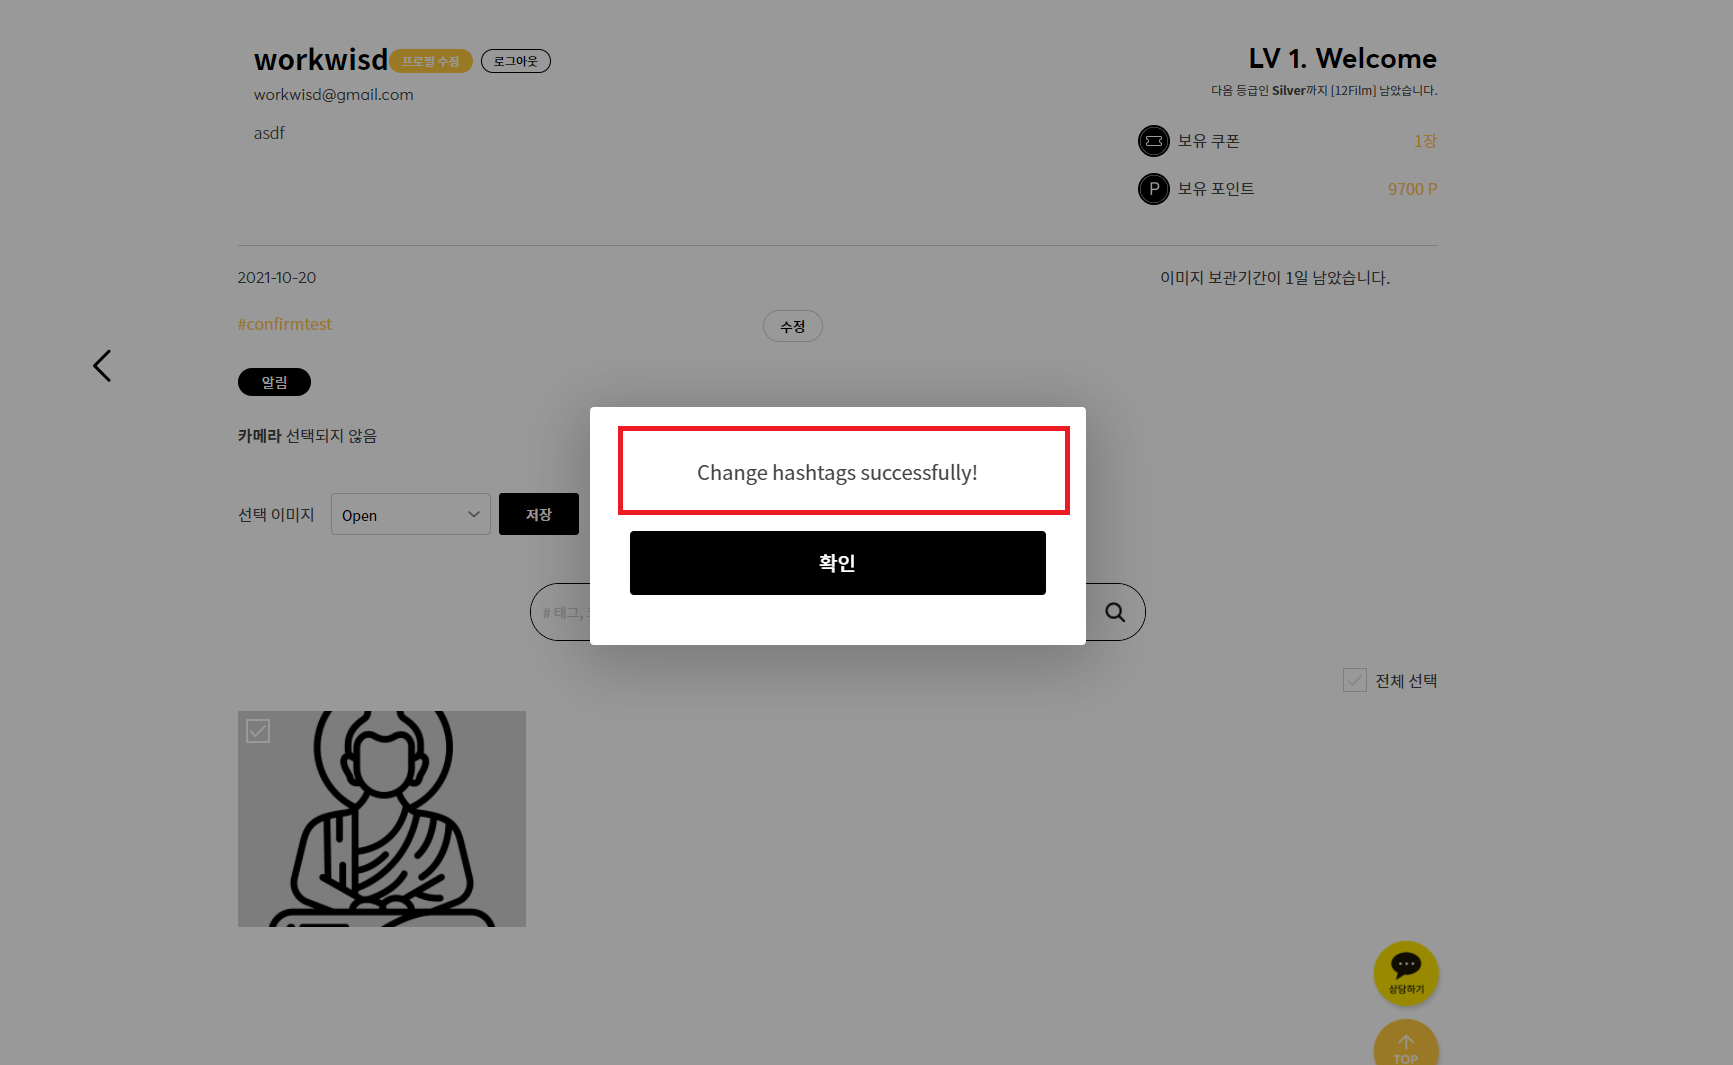 workwisd 프로필 수정 로그아웃
workwisd@gmail.com
asdf
LV 1. Welcome
다음 등급인 Silver까지 [12Film] 남았습니다.
보유 쿠폰 1장
P 보유 포인트 9700 P
2021-10-20 이미지 보관기간이 1일 남았습니다.
#confirmtest 수정
알림
카메라 선택되지 않음
Change hashtags successfully!
선택 이미지 Open 저장
확인
# 태그,
전체 선택
상담하기
TOP